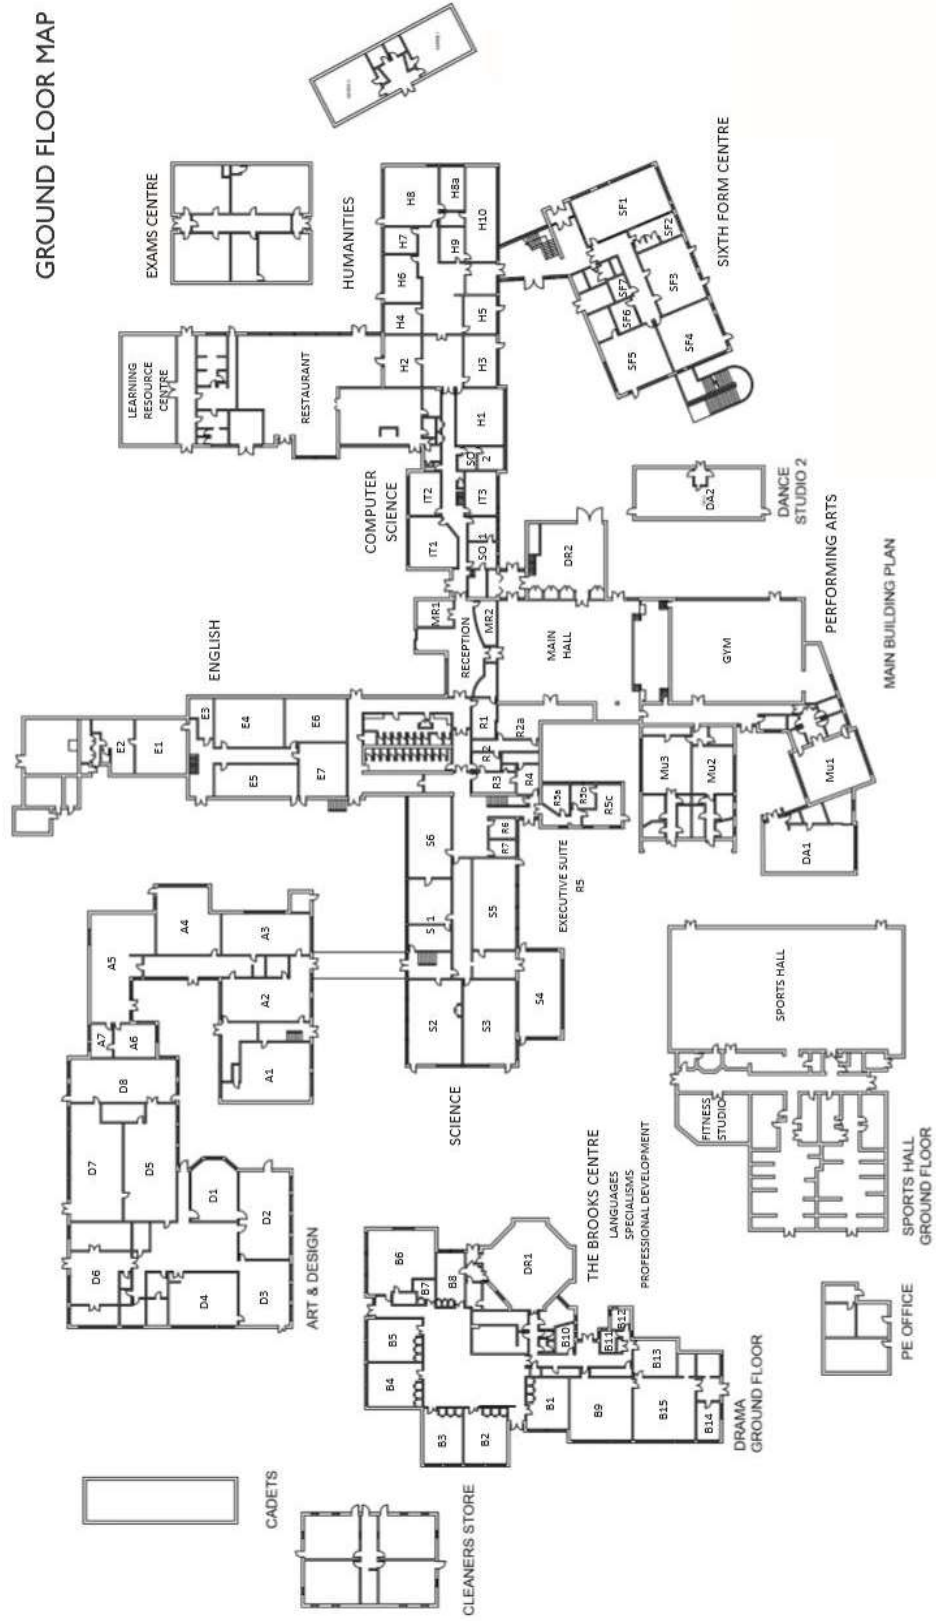 GROUND FLOOR MAP
EXAMS CENTRE
HUMANITIES
LEARNING
RESOURCE
CENTRE
RESTAURANT
H8
H8a
H10
H7
H9
H6
H4
H5
H2
H3
H1
SIXTH FORM CENTRE
SF1
SF2
SF3
SF7
SF6
SF4
SF5
COMPUTER
SCIENCE
SO
2
IT2
IT3
IT1
SO 1
DR2
DA2
DANCE
STUDIO 2
PERFORMING ARTS
MAIN BUILDING PLAN
ENGLISH
MR1
RECEPTION
MR2
MAIN
HALL
GYM
E3
E4
E6
E2
E1
E5
E7
R1
R2a
R2
R3
R4
R5a
R5b
R5c
R6
R7
EXECUTIVE SUITE
R5
Mu3
Mu2
Mu1
DA1
S6
S1
S5
S2
S3
S4
SCIENCE
A4
A3
A5
A2
A7
A6
A1
D8
D7
D5
D1
D2
D6
D4
D3
ART & DESIGN
SPORTS HALL
FITNESS
STUDIO
SPORTS HALL
GROUND FLOOR
THE BROOKS CENTRE
LANGUAGES
SPECIALISMS
PROFESSIONAL DEVELOPMENT
B6
B7
B8
DR1
B5
B4
B10
B11
B12
B13
B3
B2
B1
B9
B15
B14
DRAMA
GROUND FLOOR
PE OFFICE
CADETS
CLEANERS STORE